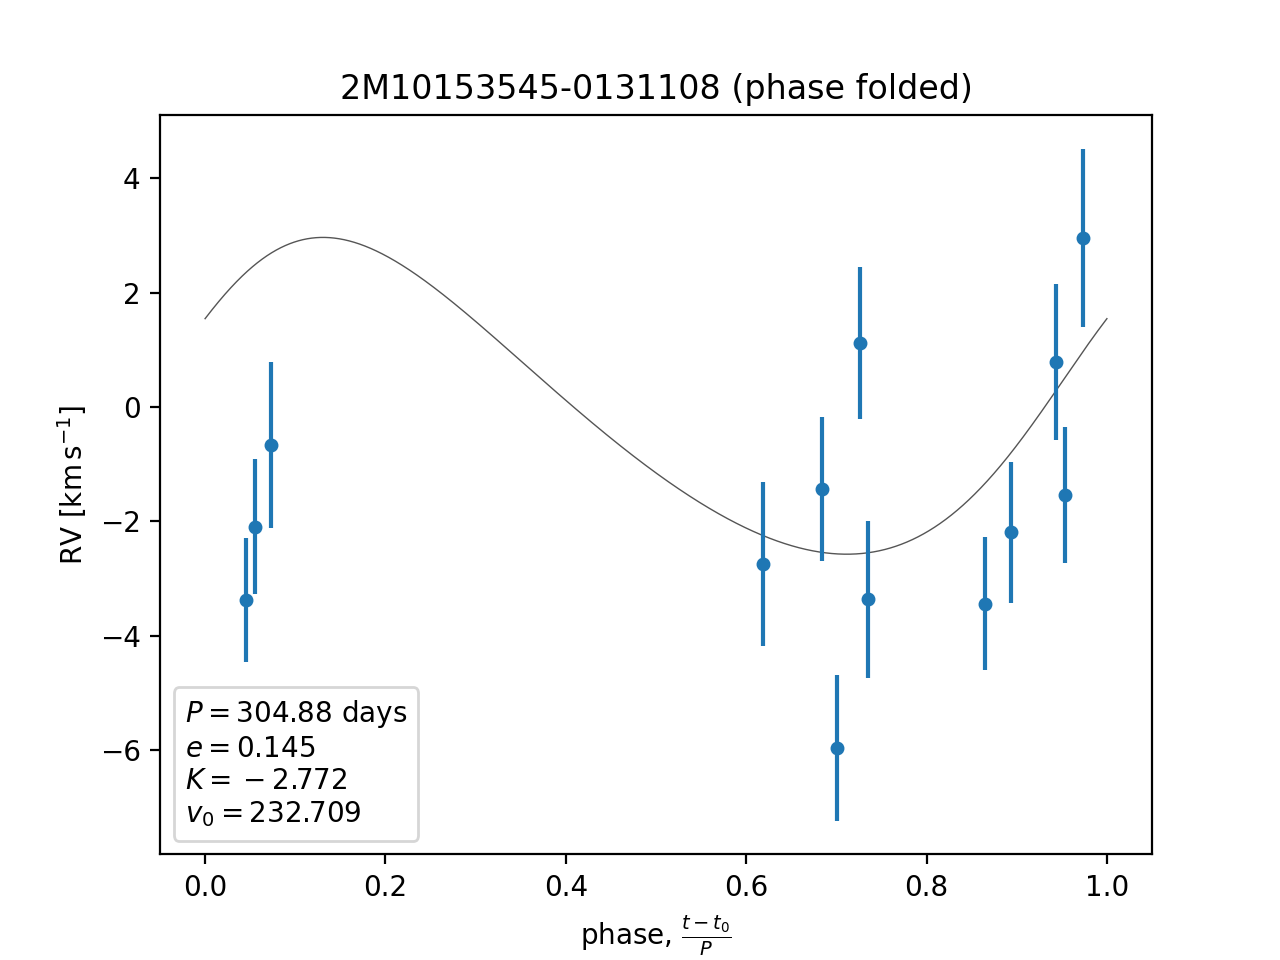 2M10153545-0131108 (phase folded)
4
2
0
−2
−4
−6
RV [km s⁻¹]
P = 304.88 days
e = 0.145
K = −2.772
v₀ = 232.709
0.0 0.2 0.4 0.6 0.8 1.0
phase, (t − t₀)/P